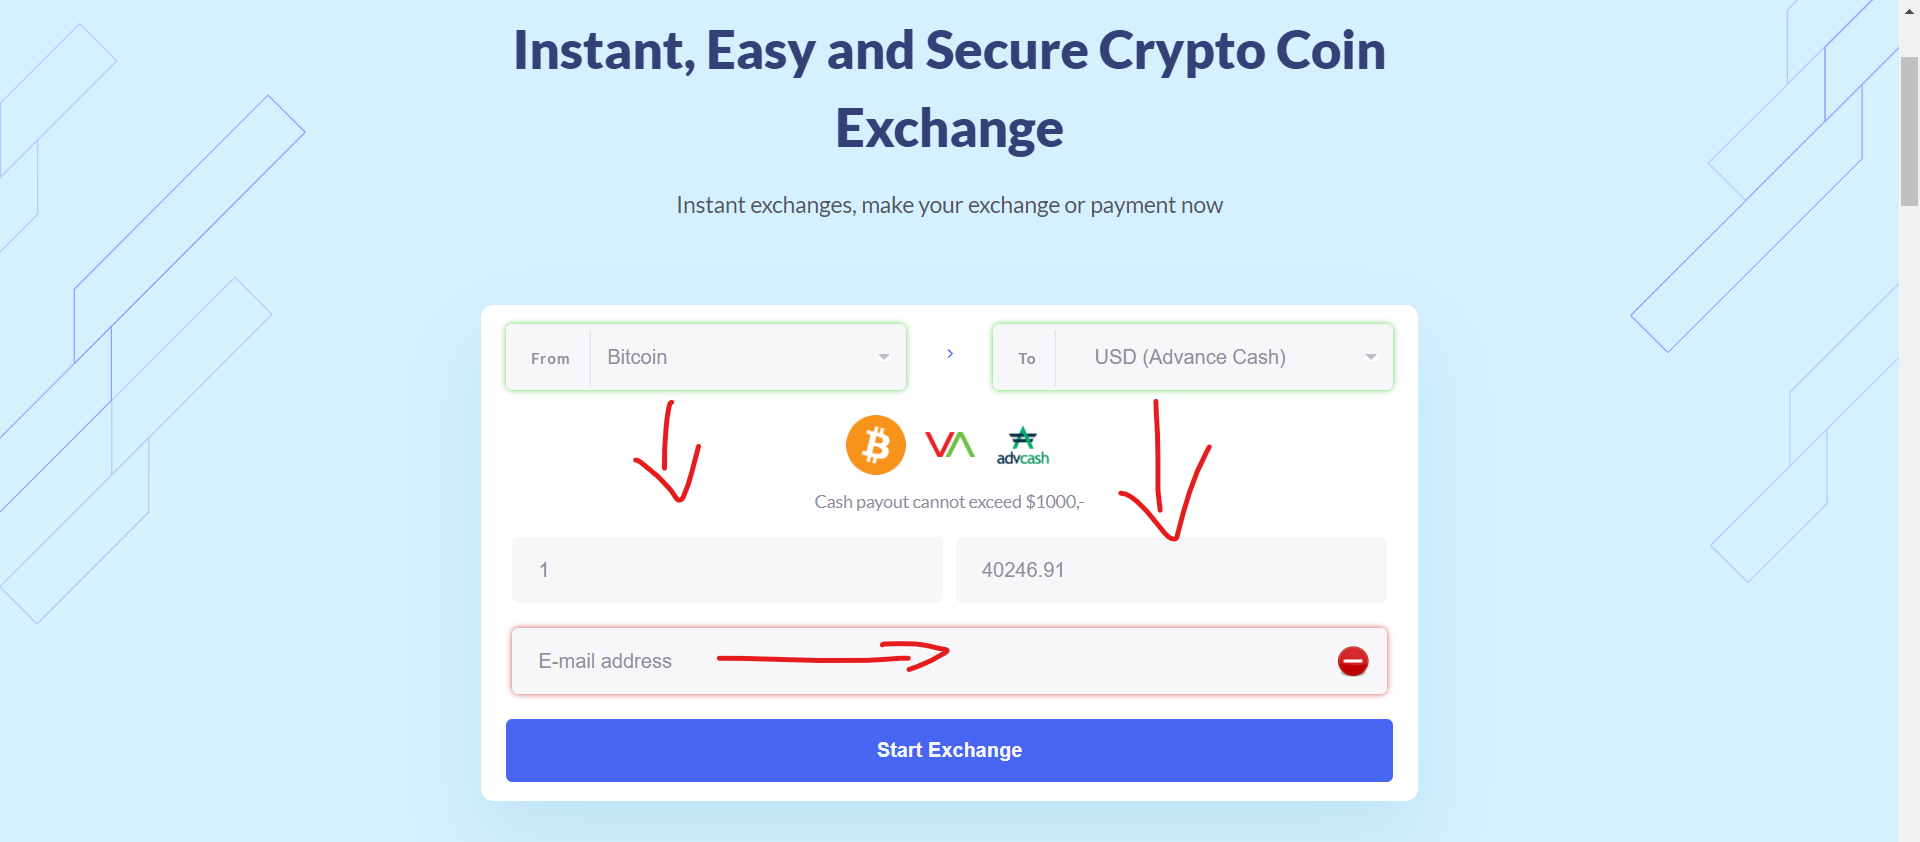 Instant, Easy and Secure Crypto Coin
Exchange
Instant exchanges, make your exchange or payment now
From Bitcoin > To USD (Advance Cash)
VA advcash
Cash payout cannot exceed $1000,-
1 40246.91
E-mail address
Start Exchange